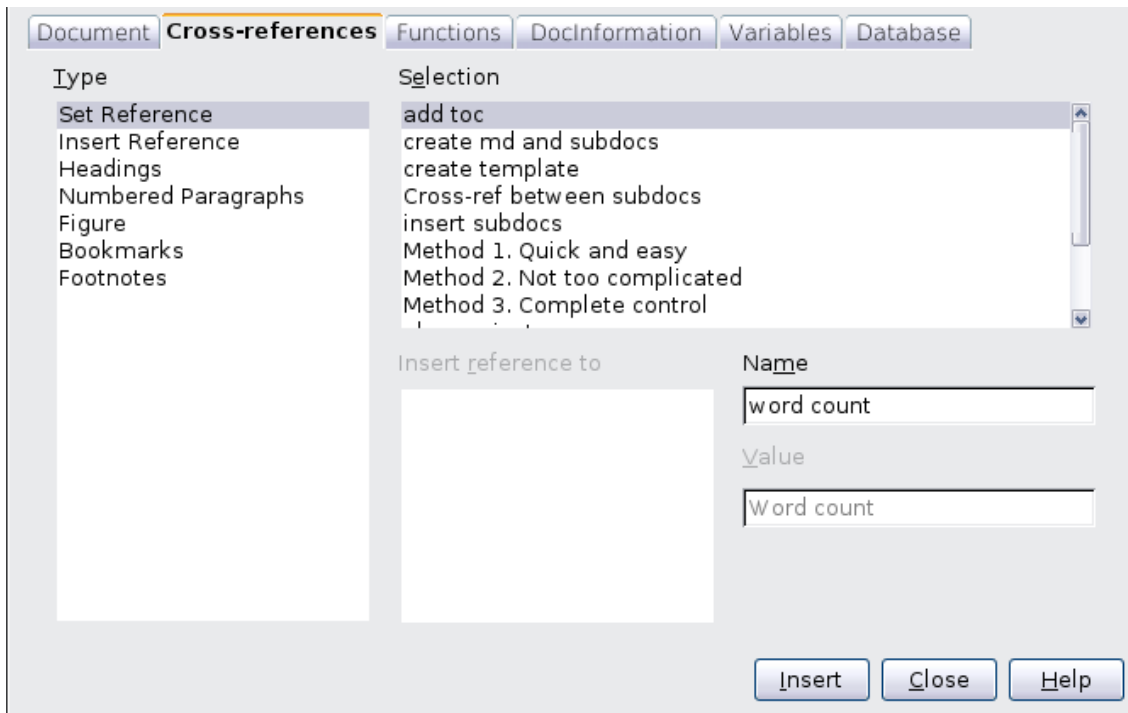 Document Cross-references Functions DocInformation Variables Database
Type
Set Reference
Insert Reference
Headings
Numbered Paragraphs
Figure
Bookmarks
Footnotes
Selection
add toc
create md and subdocs
create template
Cross-ref between subdocs
insert subdocs
Method 1. Quick and easy
Method 2. Not too complicated
Method 3. Complete control
Insert reference to
Name
word count
Value
Word count
Insert Close Help